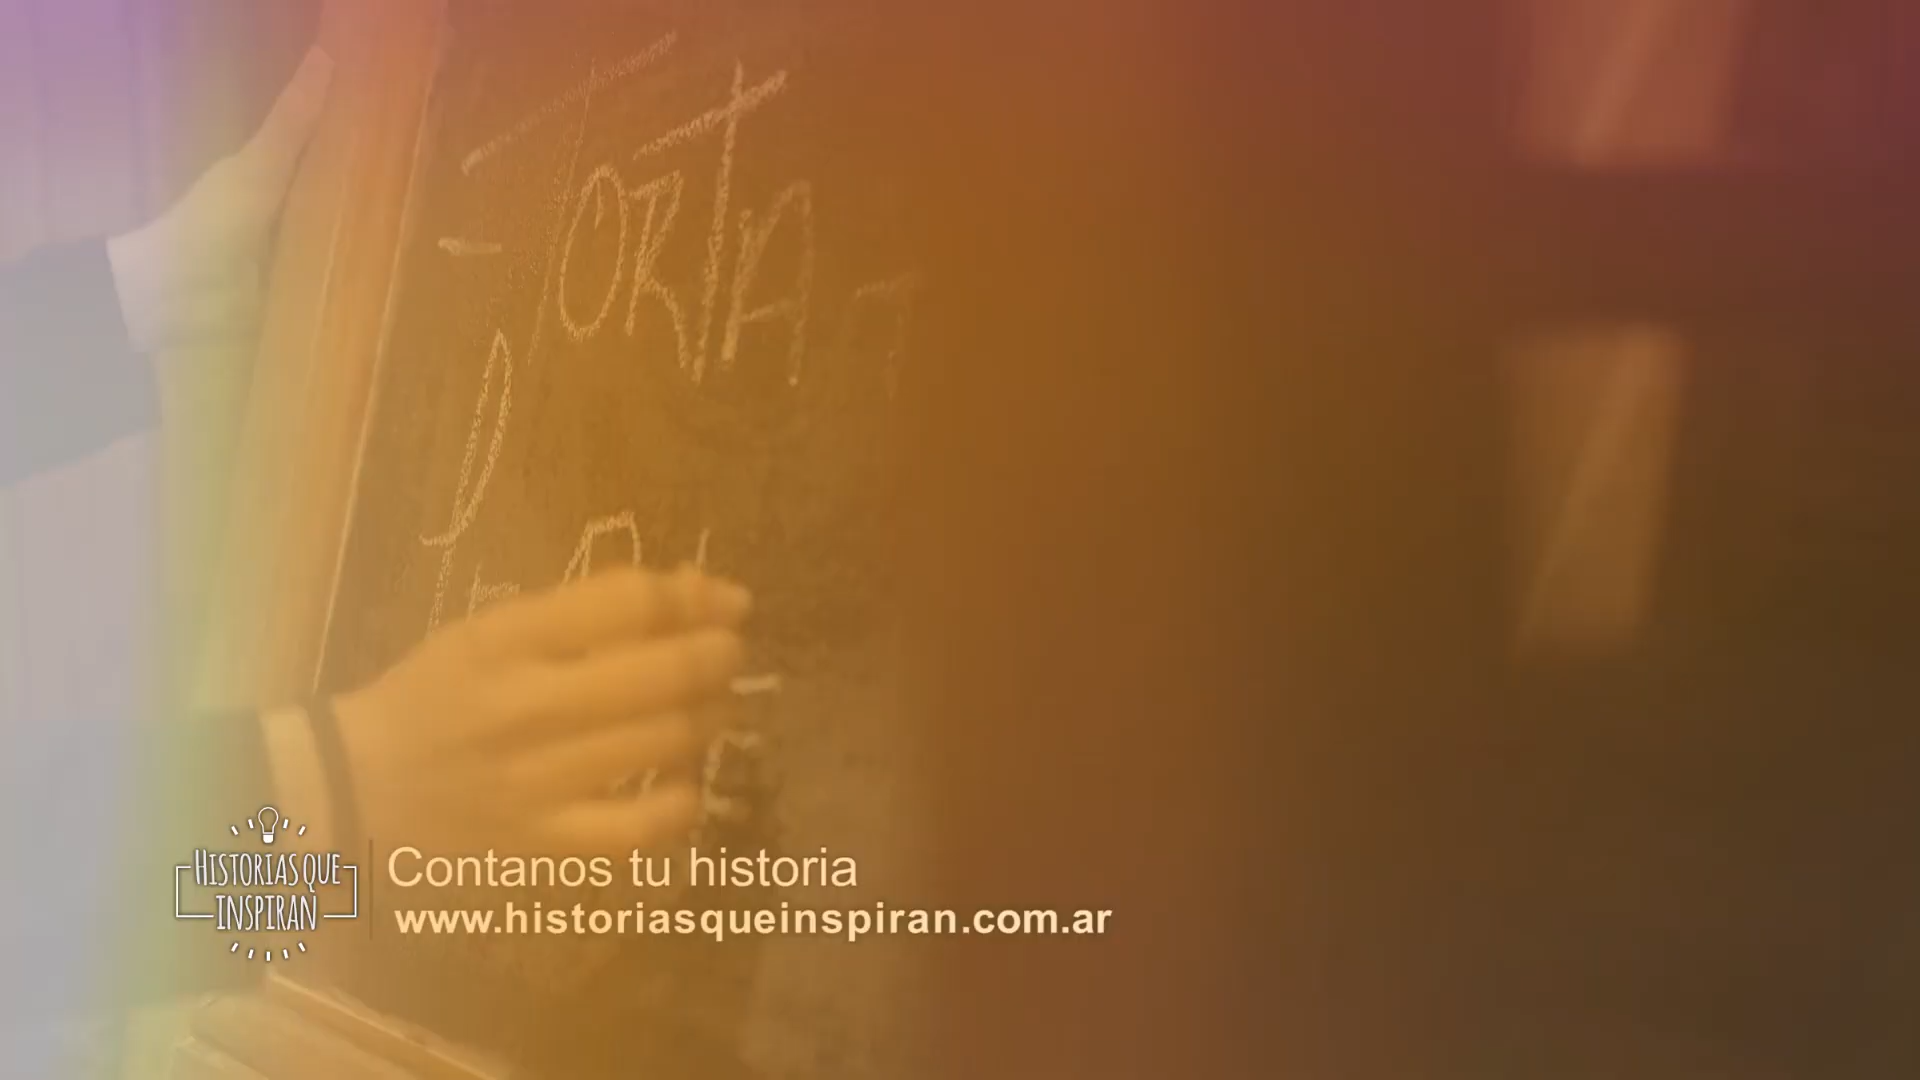 TORTA
HISTORIAS QUE
INSPIRAN
Contanos tu historia
www.historiasqueinspiran.com.ar